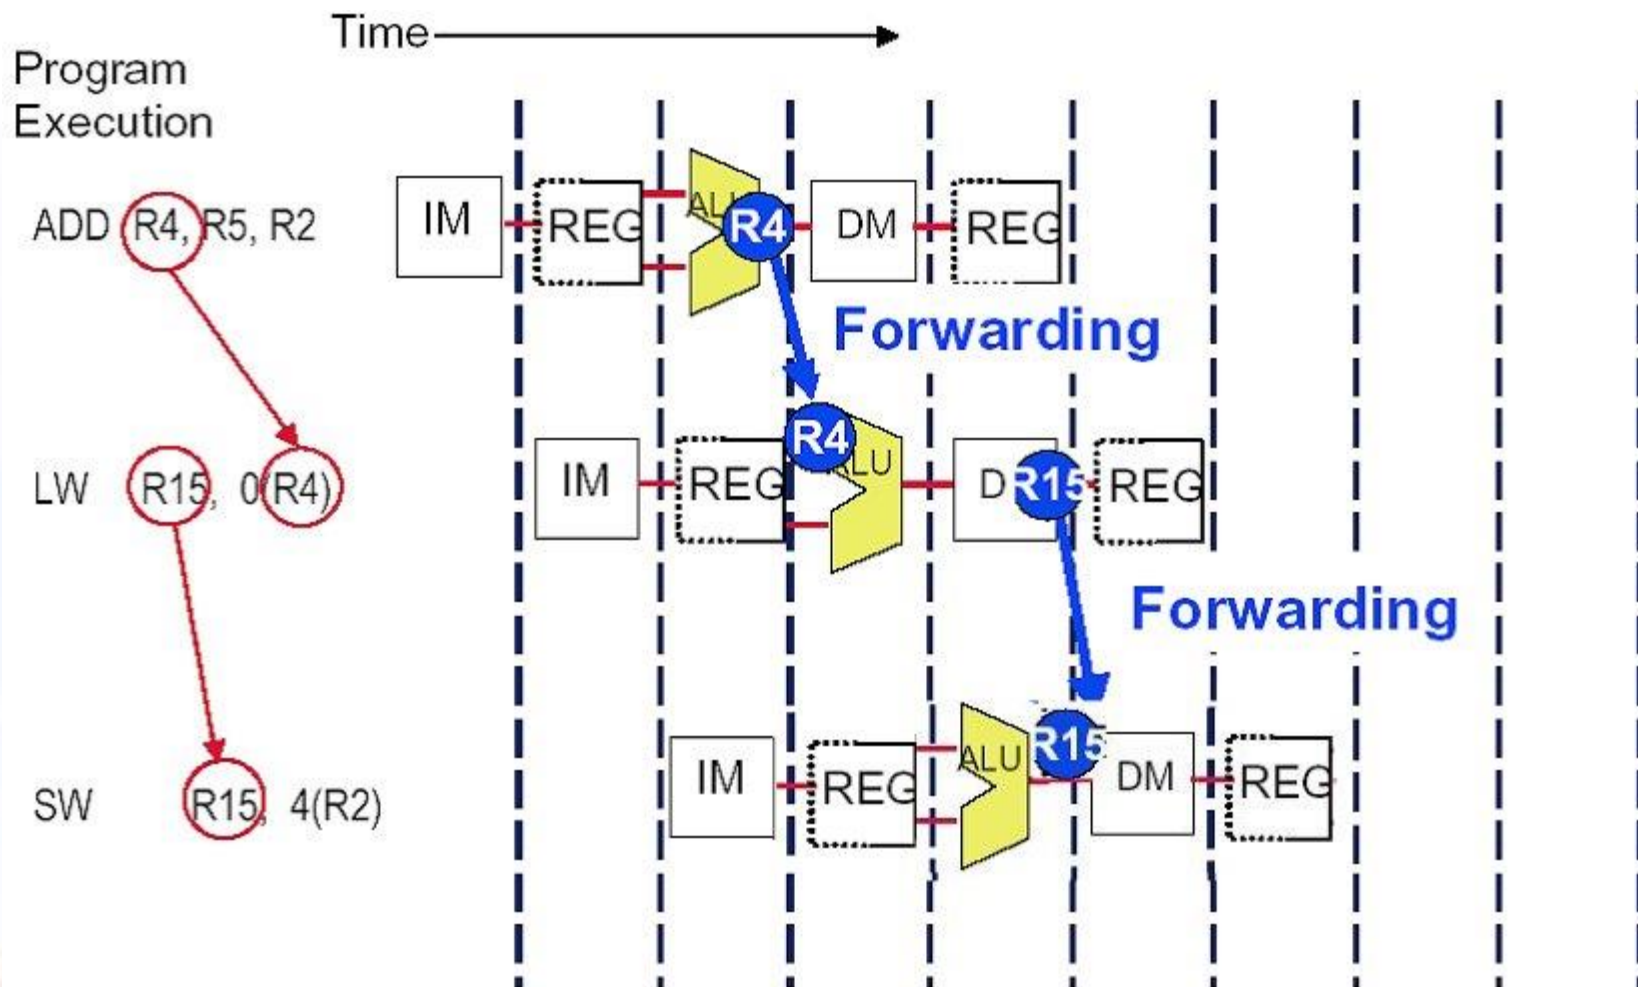 Time
Program
Execution
ADD R4, R5, R2
IM REG ALU R4 DM REG
Forwarding
LW R15, 0(R4)
IM REG R4 ALU D R15 REG
Forwarding
SW R15, 4(R2)
IM REG ALU R15 DM REG